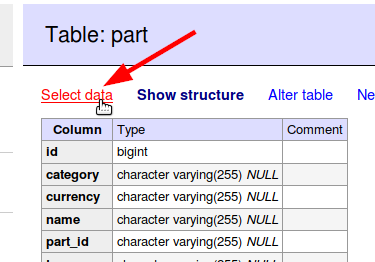 Table: part
Select data Show structure Alter table Ne
Column Type Comment
id bigint
category character varying(255) NULL
currency character varying(255) NULL
name character varying(255) NULL
part_id character varying(255) NULL